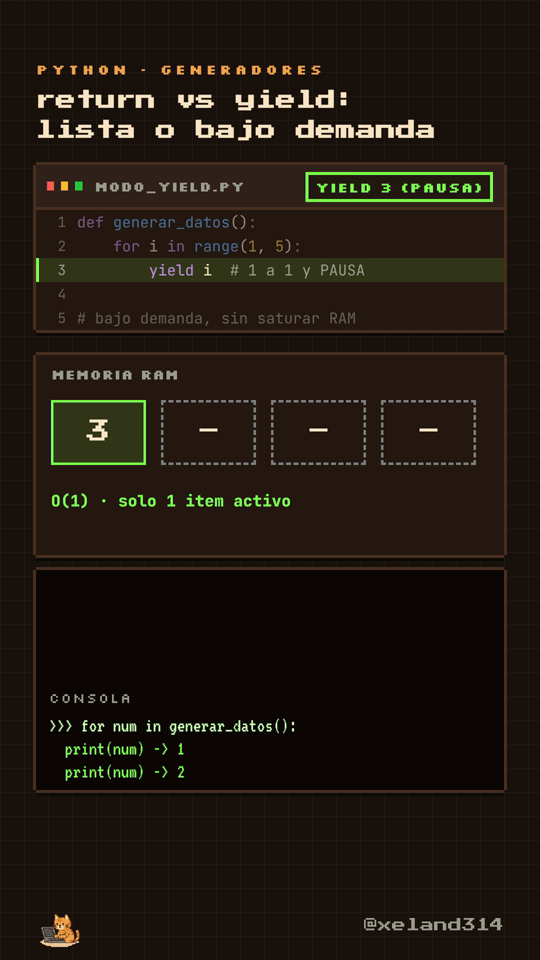 PYTHON · GENERADORES
return vs yield:
lista o bajo demanda
MODO_YIELD.PY
YIELD 3 (PAUSA)
1 def generar_datos():
2     for i in range(1, 5):
3         yield i  # 1 a 1 y PAUSA
4
5 # bajo demanda, sin saturar RAM
MEMORIA RAM
3 — — —
O(1) · solo 1 item activo
CONSOLA
>>> for num in generar_datos():
  print(num) -> 1
  print(num) -> 2
@xeland314